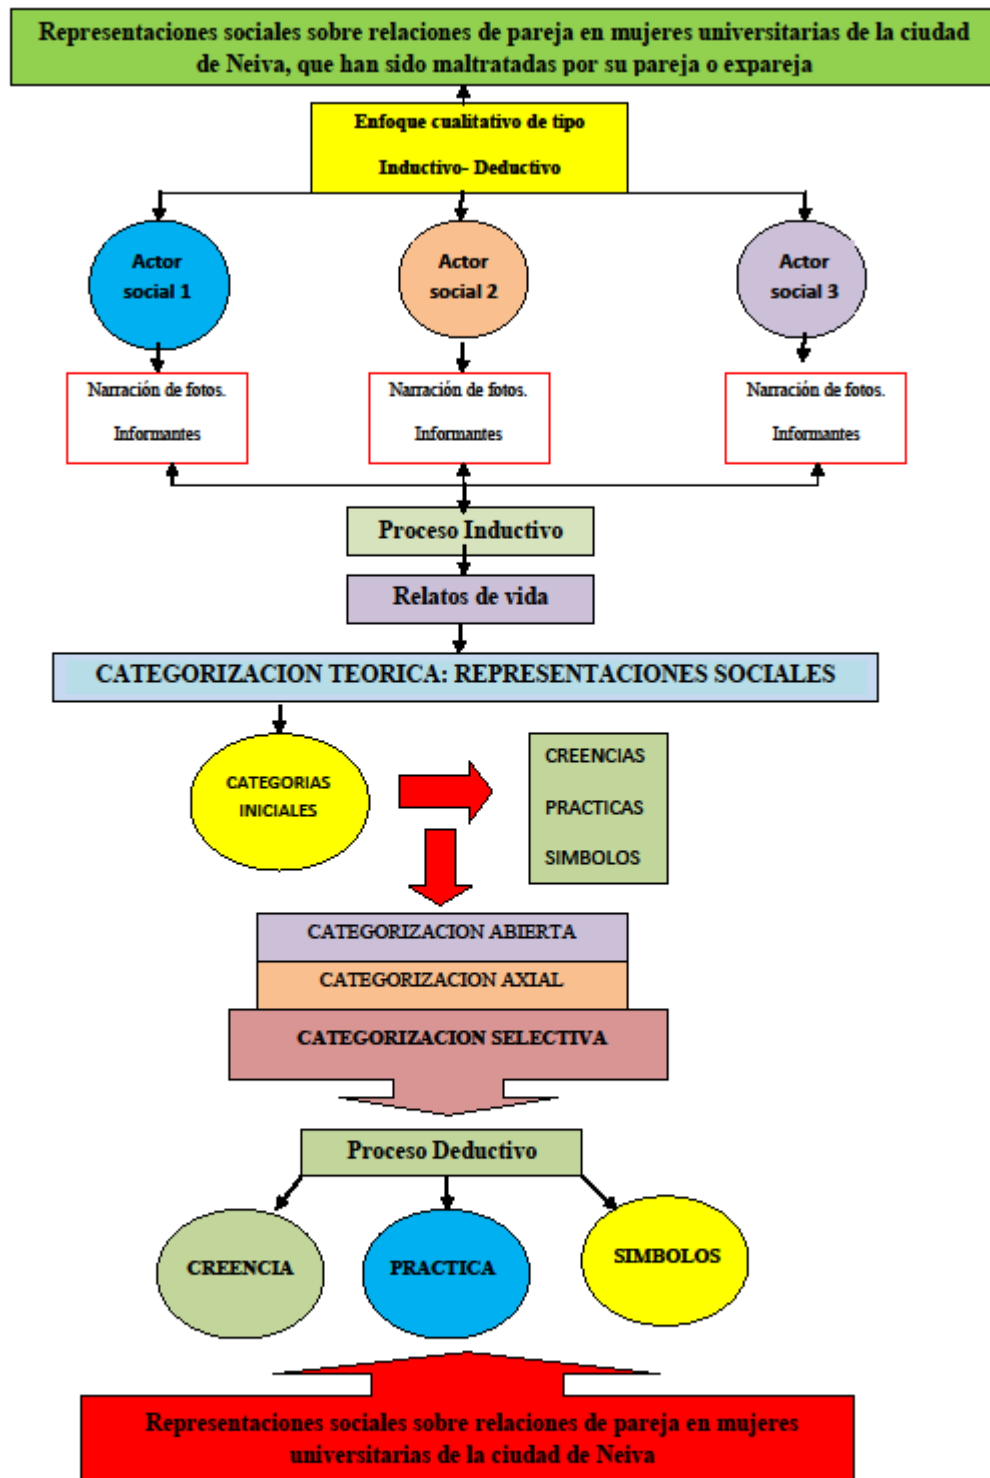 Representaciones sociales sobre relaciones de pareja en mujeres universitarias de la ciudad
de Neiva, que han sido maltratadas por su pareja o expareja
Enfoque cualitativo de tipo
Inductivo- Deductivo
Actor
social 1
Actor
social 2
Actor
social 3
Narración de fotos.
Informantes
Narración de fotos.
Informantes
Narración de fotos.
Informantes
Proceso Inductivo
Relatos de vida
CATEGORIZACION TEORICA: REPRESENTACIONES SOCIALES
CATEGORIAS
INICIALES
CREENCIAS
PRACTICAS
SIMBOLOS
CATEGORIZACION ABIERTA
CATEGORIZACION AXIAL
CATEGORIZACION SELECTIVA
Proceso Deductivo
CREENCIA
PRACTICA
SIMBOLOS
Representaciones sociales sobre relaciones de pareja en mujeres
universitarias de la ciudad de Neiva